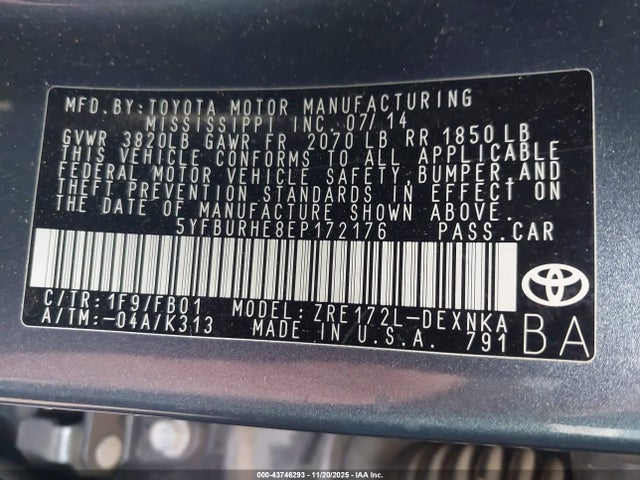 MFD.BY:TOYOTA MOTOR MANUFACTURING
MISSISSIPPI INC.07/14
GVWR 3820LB GAWR FR 2070 LB RR 1850LB
THIS VEHICLE CONFORMS TO ALL APPLICABLE
FEDERAL MOTOR VEHICLE SAFETY,BUMPER,AND
THEFT PREVENTION STANDARDS IN EFFECT ON
THE DATE OF MANUFACTURE SHOWN ABOVE.
5YFBURHE8EP172176 PASS.CAR
C/TR:1F9/FB01 MODEL:ZRE172L-DEXNKA
A/TM:-04A/K313 MADE IN U.S.A. 791
BA
000-43746293 - 11/20/2025 - IAA Inc.